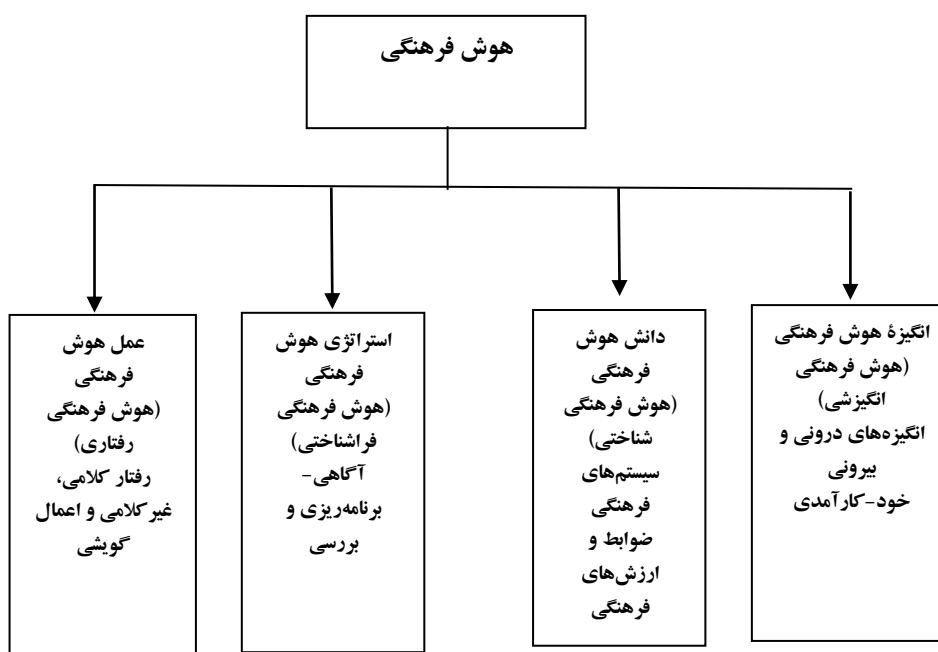 هوش فرهنگی
انگیزۀ هوش فرهنگی
(هوش فرهنگی
انگیزشی)
انگیزه‌های درونی و
بیرونی
خود-کارآمدی
دانش هوش
فرهنگی
(هوش فرهنگی
شناختی)
سیستم‌های
فرهنگی
ضوابط و
ارزش‌های
فرهنگی
استراتژی هوش
فرهنگی
(هوش فرهنگی
فراشناختی)
آگاهی-
برنامه‌ریزی و
بررسی
عمل هوش
فرهنگی
(هوش فرهنگی
رفتاری)
رفتار کلامی،
غیرکلامی و اعمال
گویشی